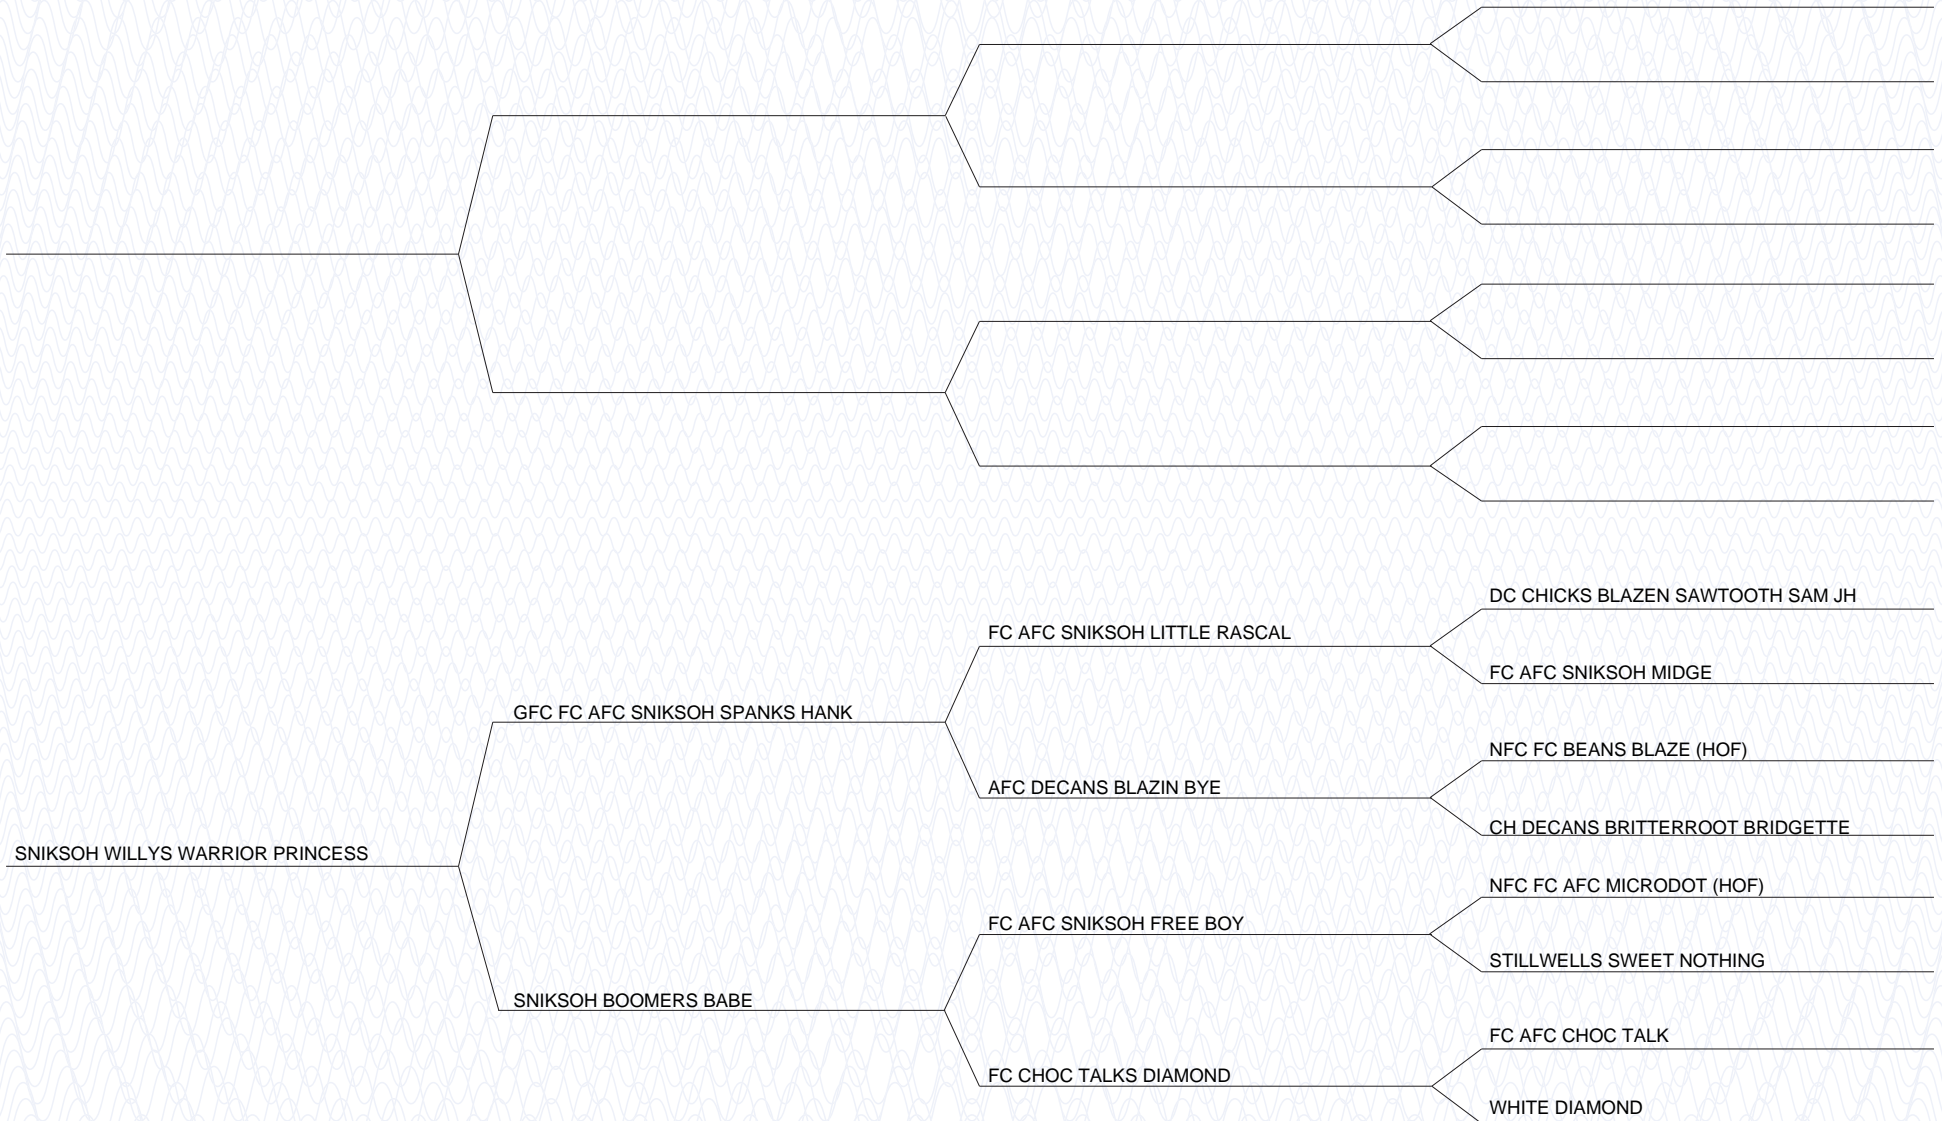 DC CHICKS BLAZEN SAWTOOTH SAM JH
FC AFC SNIKSOH LITTLE RASCAL
FC AFC SNIKSOH MIDGE
GFC FC AFC SNIKSOH SPANKS HANK
NFC FC BEANS BLAZE (HOF)
AFC DECANS BLAZIN BYE
CH DECANS BRITTERROOT BRIDGETTE
SNIKSOH WILLYS WARRIOR PRINCESS
NFC FC AFC MICRODOT (HOF)
FC AFC SNIKSOH FREE BOY
STILLWELLS SWEET NOTHING
SNIKSOH BOOMERS BABE
FC AFC CHOC TALK
FC CHOC TALKS DIAMOND
WHITE DIAMOND